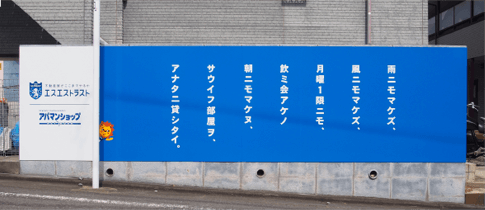 雨ニモマケズ、
風ニモマケズ、
月曜1限ニモ、
飲ミ会アケノ
朝ニモマケヌ、
サウイフ部屋ヲ、
アナタニ貸シタイ。
エスエストラスト
アパマンショップ